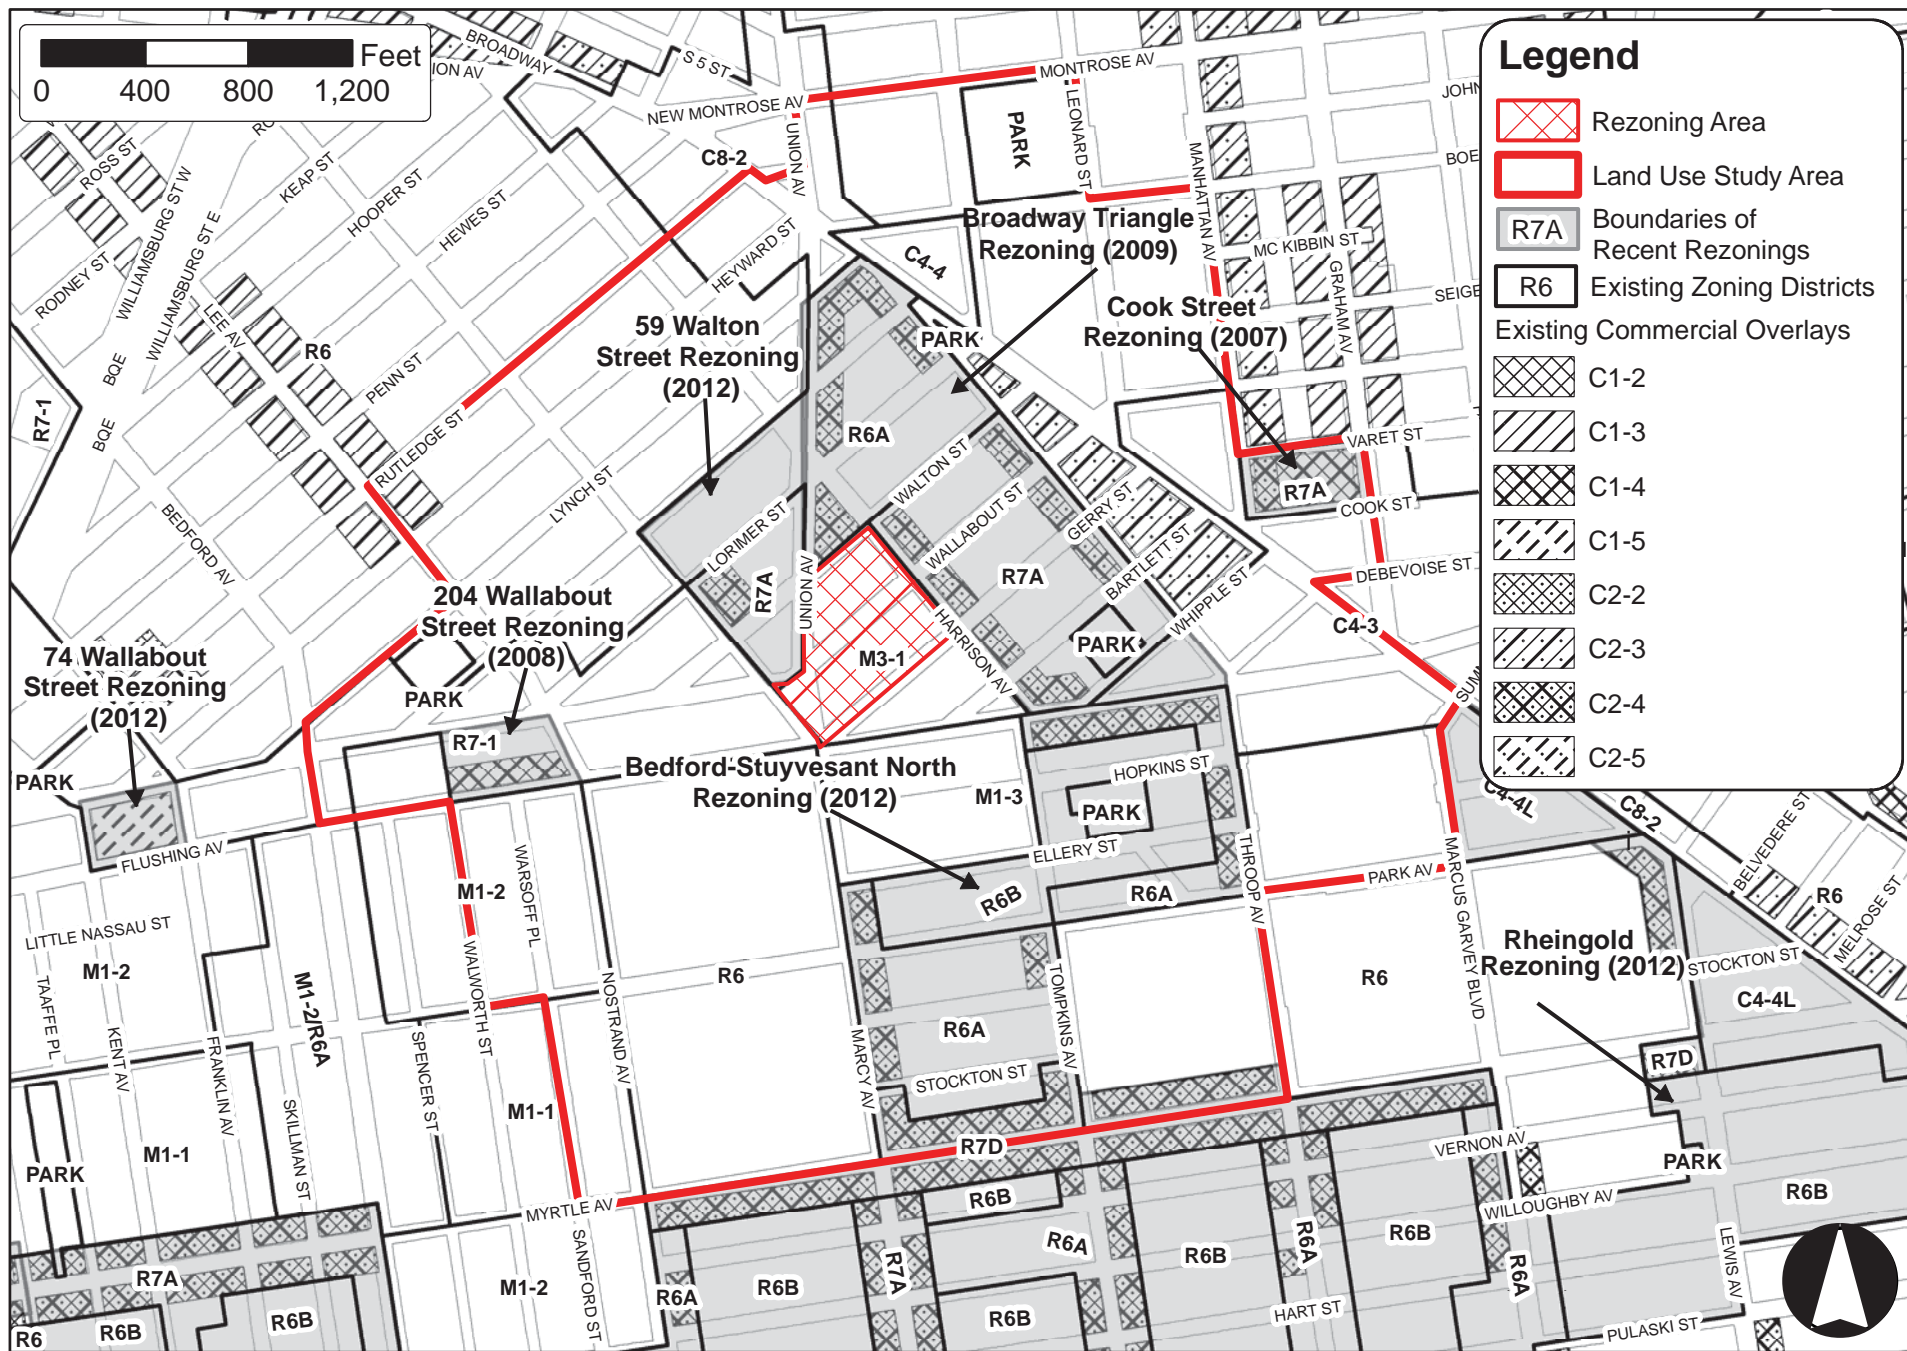 Feet
0 400 800 1,200
BROADWAY
ION AV
S 5 ST
NEW MONTROSE AV
MONTROSE AV
UNION AV
C8-2
PARK
LEONARD ST
MANHATTAN AV
ROSS ST
KEAP ST
HOOPER ST
HEWES ST
HEYWARD ST
RODNEY ST
WILLIAMSBURG ST W
WILLIAMSBURG ST E
BQE
BQE
LEE AV
R6
PENN ST
RUTLEDGE ST
LYNCH ST
BEDFORD AV
R7-1
Broadway Triangle
Rezoning (2009)
C4-4
MC KIBBIN ST
GRAHAM AV
Cook Street
Rezoning (2007)
PARK
59 Walton
Street Rezoning
(2012)
R6A
WALTON ST
WALLABOUT ST
GERRY ST
BARTLETT ST
WHIPPLE ST
VARET ST
R7A
COOK ST
DEBEVOISE ST
C4-3
LORIMER ST
R7A
UNION AV
R7A
HARRISON AV
M3-1
PARK
204 Wallabout
Street Rezoning
(2008)
74 Wallabout
Street Rezoning
(2012)
PARK
PARK
R7-1
Bedford-Stuyvesant North
Rezoning (2012)
M1-3
HOPKINS ST
PARK
ELLERY ST
R6B
R6A
THROOP AV
PARK AV
MARCUS GARVEY BLVD
C4-4L
C8-2
BELVEDERE ST
R6
MELROSE ST
FLUSHING AV
M1-2
WARSOFF PL
LITTLE NASSAU ST
M1-2
TAAFFE PL
KENT AV
FRANKLIN AV
M1-2/R6A
SKILLMAN ST
SPENCER ST
WALWORTH ST
NOSTRAND AV
R6
MARCY AV
R6A
TOMPKINS AV
STOCKTON ST
R6
Rheingold
Rezoning (2012)
STOCKTON ST
C4-4L
R7D
M1-1
M1-1
PARK
R7D
MYRTLE AV
SANDFORD ST
VERNON AV
PARK
WILLOUGHBY AV
R6B
LEWIS AV
R6B
R6A
R6B
R6A
R6B
R6A
R7A
R7A
R6B
R6B
R6
M1-2
R6A
R6B
R6B
HART ST
PULASKI ST
Legend
Rezoning Area
Land Use Study Area
R7A
Boundaries of
Recent Rezonings
R6
Existing Zoning Districts
Existing Commercial Overlays
C1-2
C1-3
C1-4
C1-5
C2-2
C2-3
C2-4
C2-5